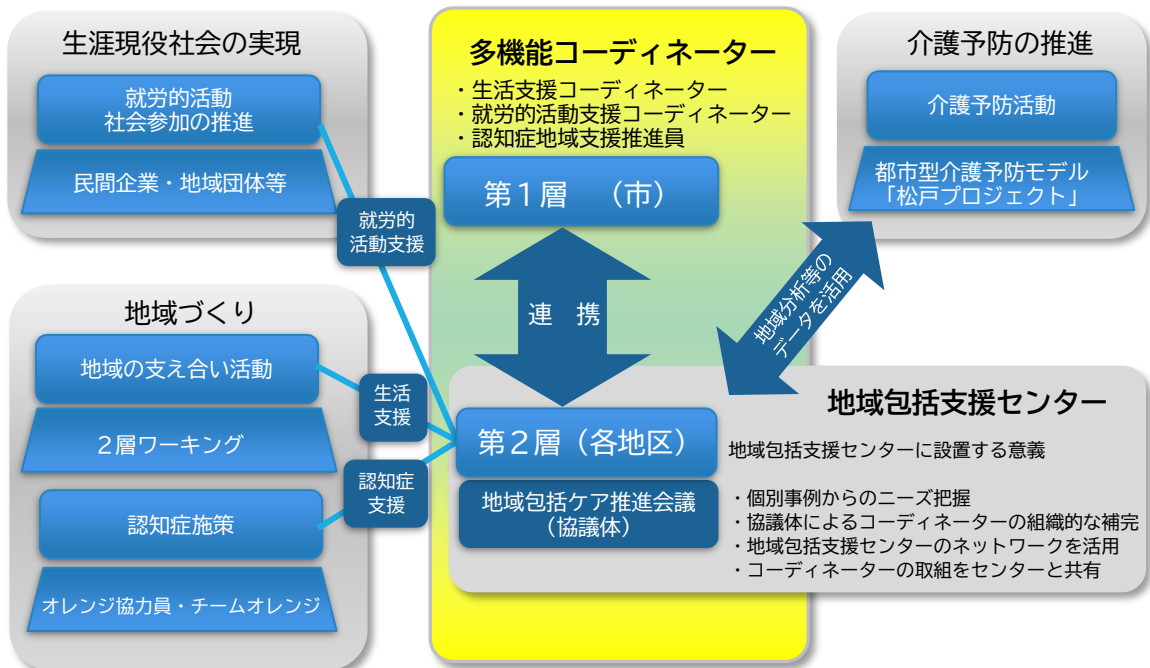 生涯現役社会の実現
就労的活動
社会参加の推進
民間企業・地域団体等
地域づくり
地域の支え合い活動
２層ワーキング
認知症施策
オレンジ協力員・チームオレンジ
就労的
活動支援
生活
支援
認知症
支援
多機能コーディネーター
・生活支援コーディネーター
・就労的活動支援コーディネーター
・認知症地域支援推進員
第１層　（市）
連　携
第２層（各地区）
地域包括ケア推進会議
（協議体）
介護予防の推進
介護予防活動
都市型介護予防モデル
「松戸プロジェクト」
地域分析等の
データを活用
地域包括支援センター
地域包括支援センターに設置する意義
・個別事例からのニーズ把握
・協議体によるコーディネーターの組織的な補完
・地域包括支援センターのネットワークを活用
・コーディネーターの取組をセンターと共有